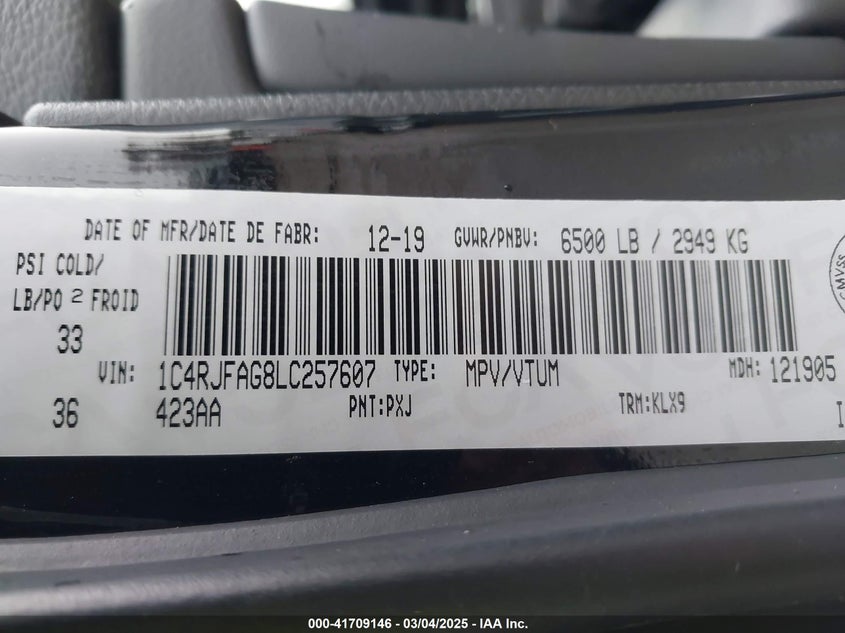 DATE OF MFR/DATE DE FABR: 12-19 GVWR/PNBV: 6500 LB / 2949 KG
PSI COLD/
LB/PO 2 FROID
33
VIN: 1C4RJFAG8LC257607 TYPE: MPV/VTUM MDH: 121905
36 423AA PNT:PXJ TRM:KLX9
CMVSS
000-41709146 - 03/04/2025 - IAA Inc.